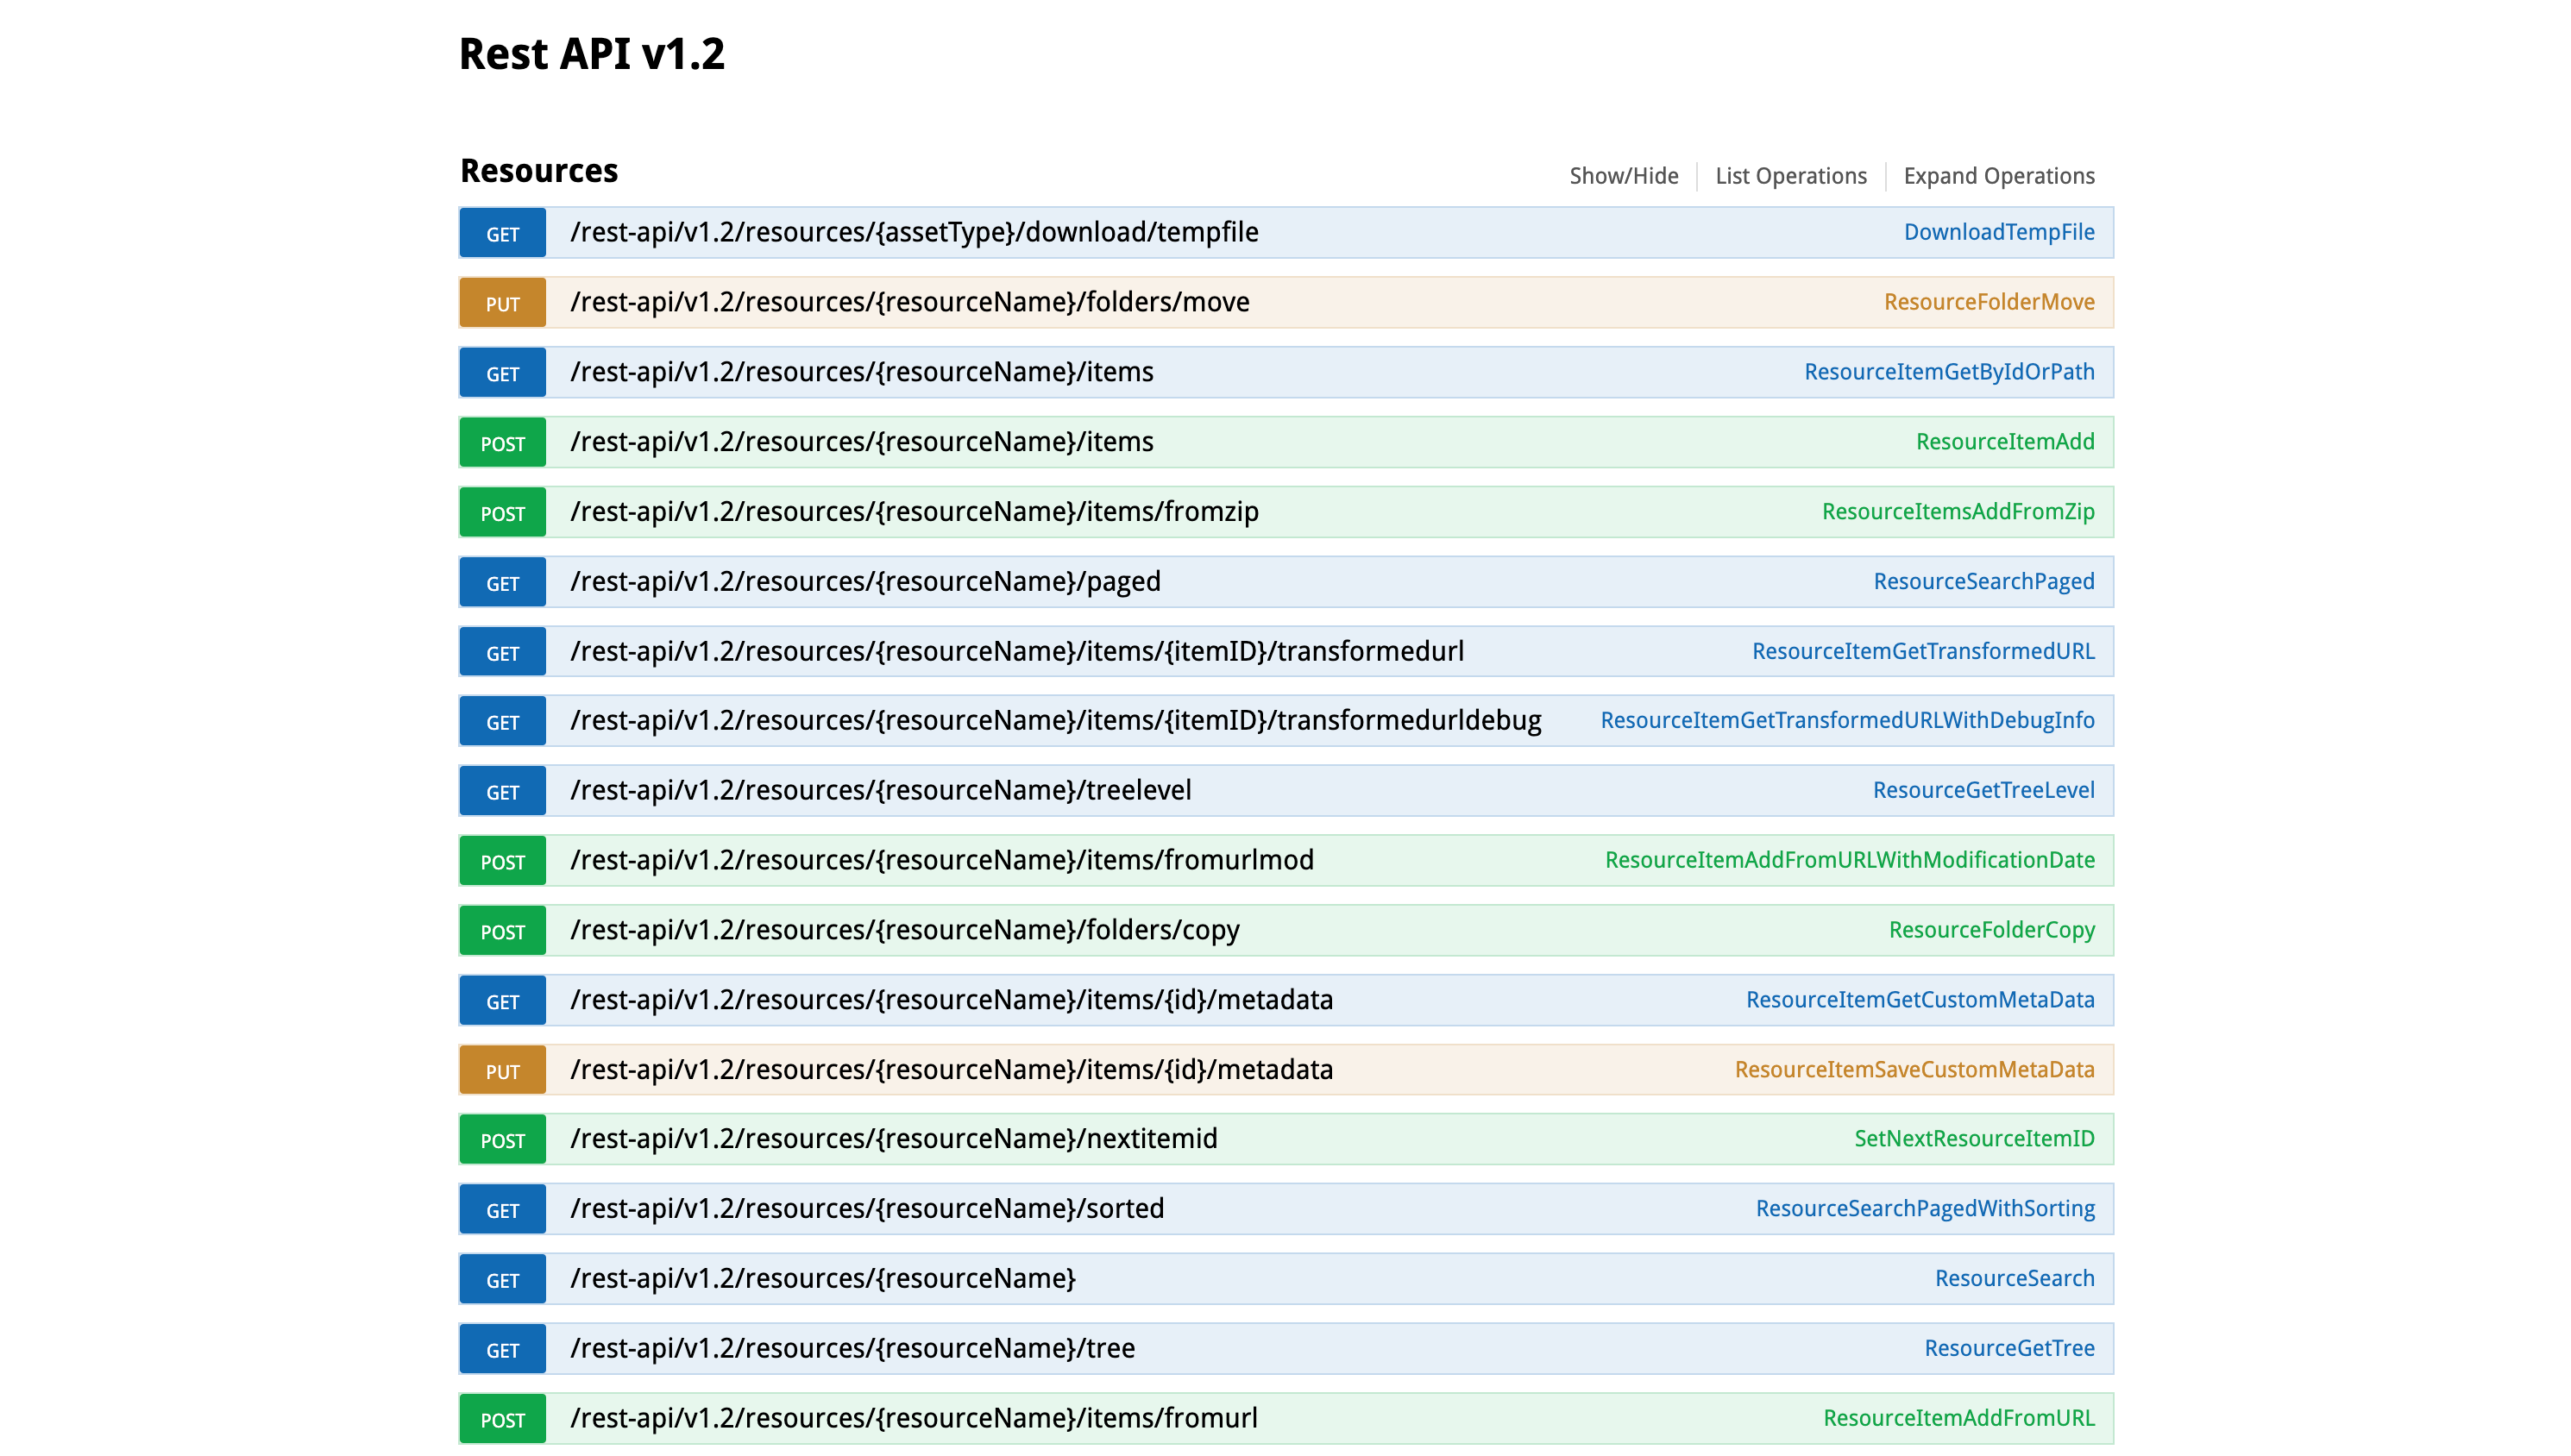 Rest API v1.2
Resources Show/Hide List Operations Expand Operations
GET /rest-api/v1.2/resources/{assetType}/download/tempfile DownloadTempFile
PUT /rest-api/v1.2/resources/{resourceName}/folders/move ResourceFolderMove
GET /rest-api/v1.2/resources/{resourceName}/items ResourceItemGetByIdOrPath
POST /rest-api/v1.2/resources/{resourceName}/items ResourceItemAdd
POST /rest-api/v1.2/resources/{resourceName}/items/fromzip ResourceItemsAddFromZip
GET /rest-api/v1.2/resources/{resourceName}/paged ResourceSearchPaged
GET /rest-api/v1.2/resources/{resourceName}/items/{itemID}/transformedurl ResourceItemGetTransformedURL
GET /rest-api/v1.2/resources/{resourceName}/items/{itemID}/transformedurldebug ResourceItemGetTransformedURLWithDebugInfo
GET /rest-api/v1.2/resources/{resourceName}/treelevel ResourceGetTreeLevel
POST /rest-api/v1.2/resources/{resourceName}/items/fromurlmod ResourceItemAddFromURLWithModificationDate
POST /rest-api/v1.2/resources/{resourceName}/folders/copy ResourceFolderCopy
GET /rest-api/v1.2/resources/{resourceName}/items/{id}/metadata ResourceItemGetCustomMetaData
PUT /rest-api/v1.2/resources/{resourceName}/items/{id}/metadata ResourceItemSaveCustomMetaData
POST /rest-api/v1.2/resources/{resourceName}/nextitemid SetNextResourceItemID
GET /rest-api/v1.2/resources/{resourceName}/sorted ResourceSearchPagedWithSorting
GET /rest-api/v1.2/resources/{resourceName} ResourceSearch
GET /rest-api/v1.2/resources/{resourceName}/tree ResourceGetTree
POST /rest-api/v1.2/resources/{resourceName}/items/fromurl ResourceItemAddFromURL